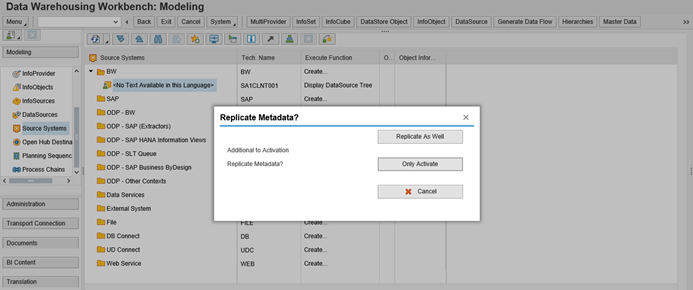 Data Warehousing Workbench: Modeling
Menu Back Exit Cancel System MultiProvider InfoSet InfoCube DataStore Object InfoObject DataSource Generate Data Flow Hierarchies Master Data
Modeling
InfoProvider
InfoObjects
InfoSources
DataSources
Source Systems
Open Hub Destina
Planning Sequenc
Process Chains
Administration
Transport Connection
Documents
BI Content
Translation
Source Systems Tech. Name Execute Function O... Object Infor...
BW BW Create...
<No Text Available in this Language> SA1CLNT001 Display DataSource Tree
SAP SAP Create...
ODP - BW
ODP - SAP (Extractors)
ODP - SAP HANA Information Views
ODP - SLT Queue
ODP - SAP Business ByDesign
ODP - Other Contexts
Data Services
External System
File FILE Create...
DB Connect DB Create...
UD Connect UDC Create...
Web Service WEB Create...
Replicate Metadata?
Replicate As Well
Additional to Activation
Replicate Metadata? Only Activate
Cancel